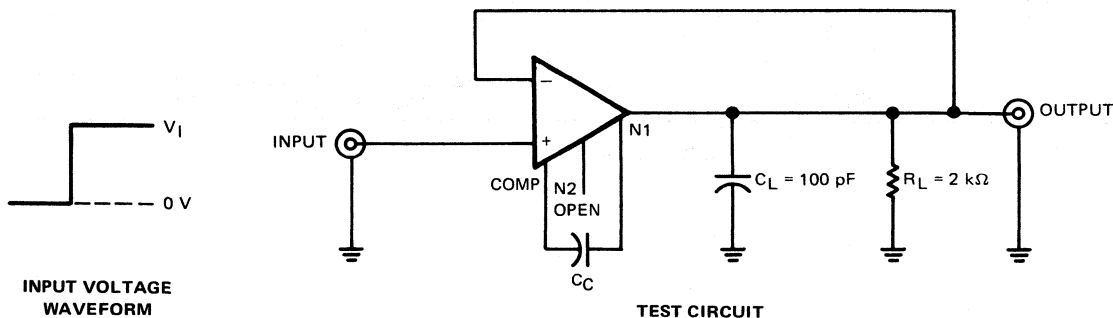 V_I
0 V
INPUT VOLTAGE
WAVEFORM
INPUT
−
+
N1
COMP
N2
OPEN
C_C
C_L = 100 pF
R_L = 2 kΩ
OUTPUT
TEST CIRCUIT